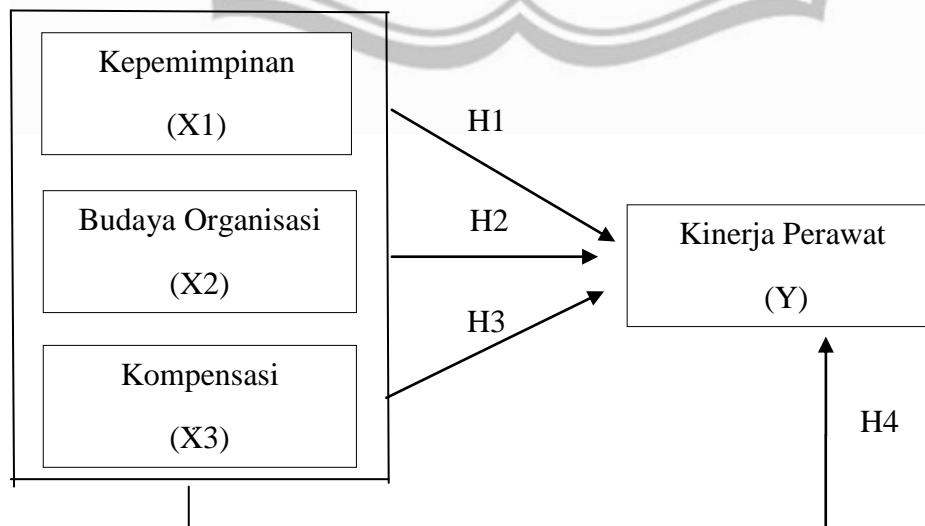 Kepemimpinan
(X1)
H1
Budaya Organisasi
(X2)
H2
Kinerja Perawat
(Y)
H3
Kompensasi
(X3)
H4